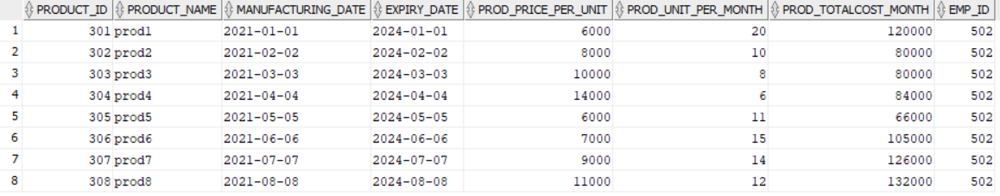 PRODUCT_ID PRODUCT_NAME MANUFACTURING_DATE EXPIRY_DATE PROD_PRICE_PER_UNIT PROD_UNIT_PER_MONTH PROD_TOTALCOST_MONTH EMP_ID
1 301 prod1 2021-01-01 2024-01-01 6000 20 120000 502
2 302 prod2 2021-02-02 2024-02-02 8000 10 80000 502
3 303 prod3 2021-03-03 2024-03-03 10000 8 80000 502
4 304 prod4 2021-04-04 2024-04-04 14000 6 84000 502
5 305 prod5 2021-05-05 2024-05-05 6000 11 66000 502
6 306 prod6 2021-06-06 2024-06-06 7000 15 105000 502
7 307 prod7 2021-07-07 2024-07-07 9000 14 126000 502
8 308 prod8 2021-08-08 2024-08-08 11000 12 132000 502